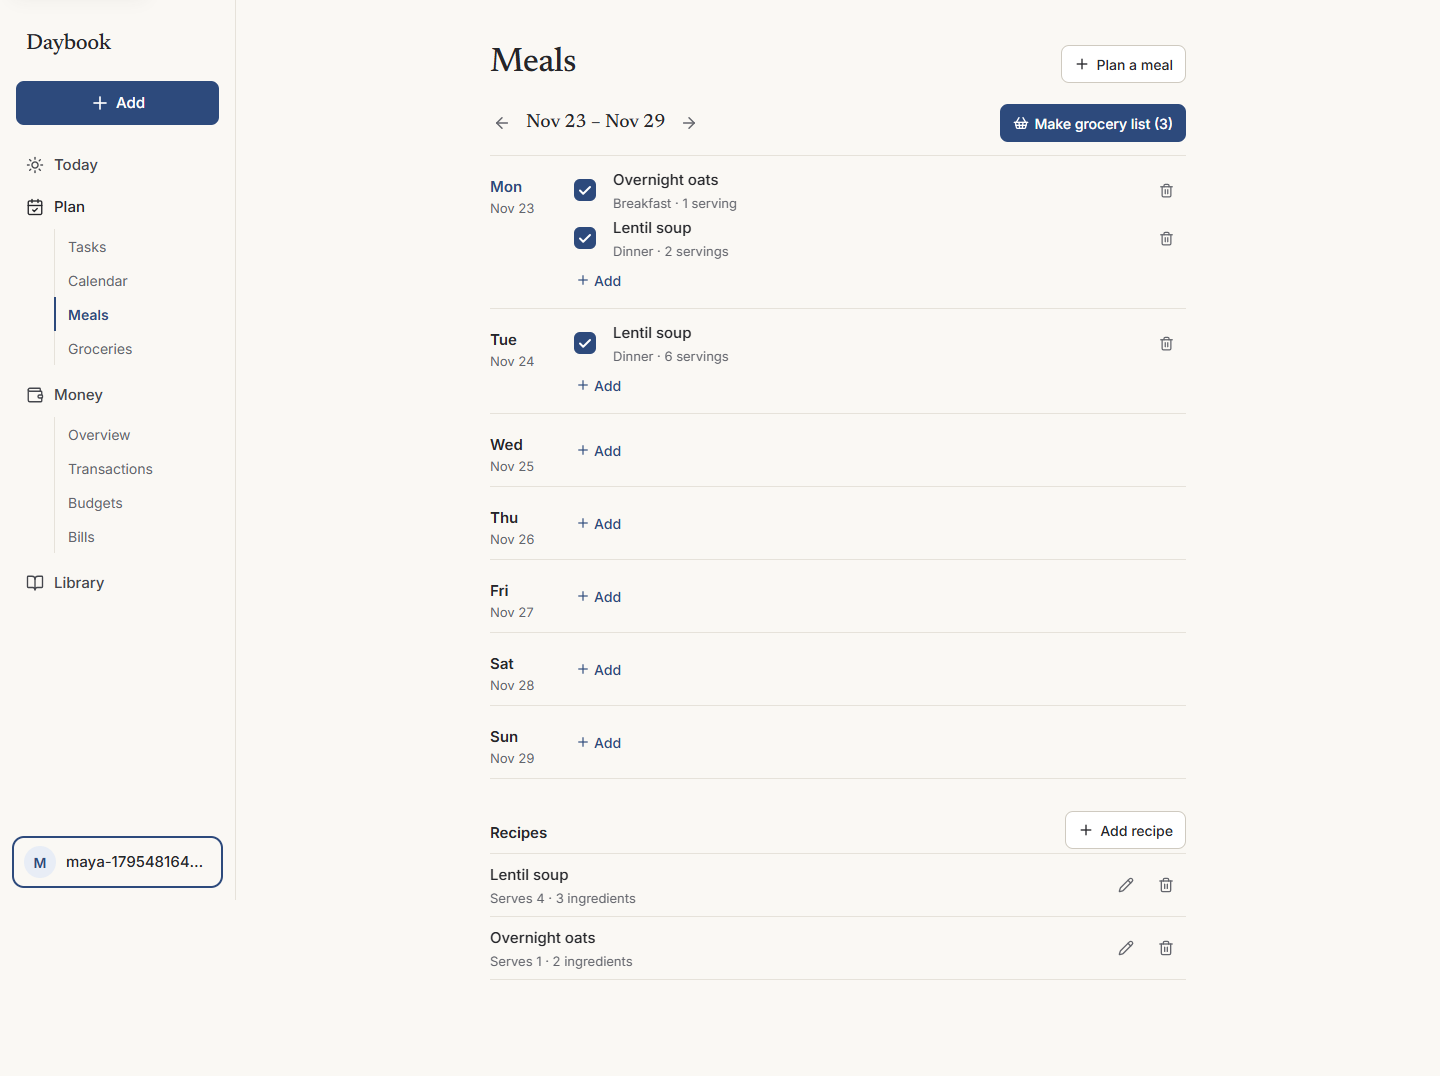 Daybook
Add
Today
Plan
Tasks
Calendar
Meals
Groceries
Money
Overview
Transactions
Budgets
Bills
Library
M
maya-179548164...
Meals
Plan a meal
Nov 23 – Nov 29
Make grocery list (3)
Mon
Nov 23
Overnight oats
Breakfast · 1 serving
Lentil soup
Dinner · 2 servings
Add
Tue
Nov 24
Lentil soup
Dinner · 6 servings
Add
Wed
Nov 25
Add
Thu
Nov 26
Add
Fri
Nov 27
Add
Sat
Nov 28
Add
Sun
Nov 29
Add
Recipes
Add recipe
Lentil soup
Serves 4 · 3 ingredients
Overnight oats
Serves 1 · 2 ingredients